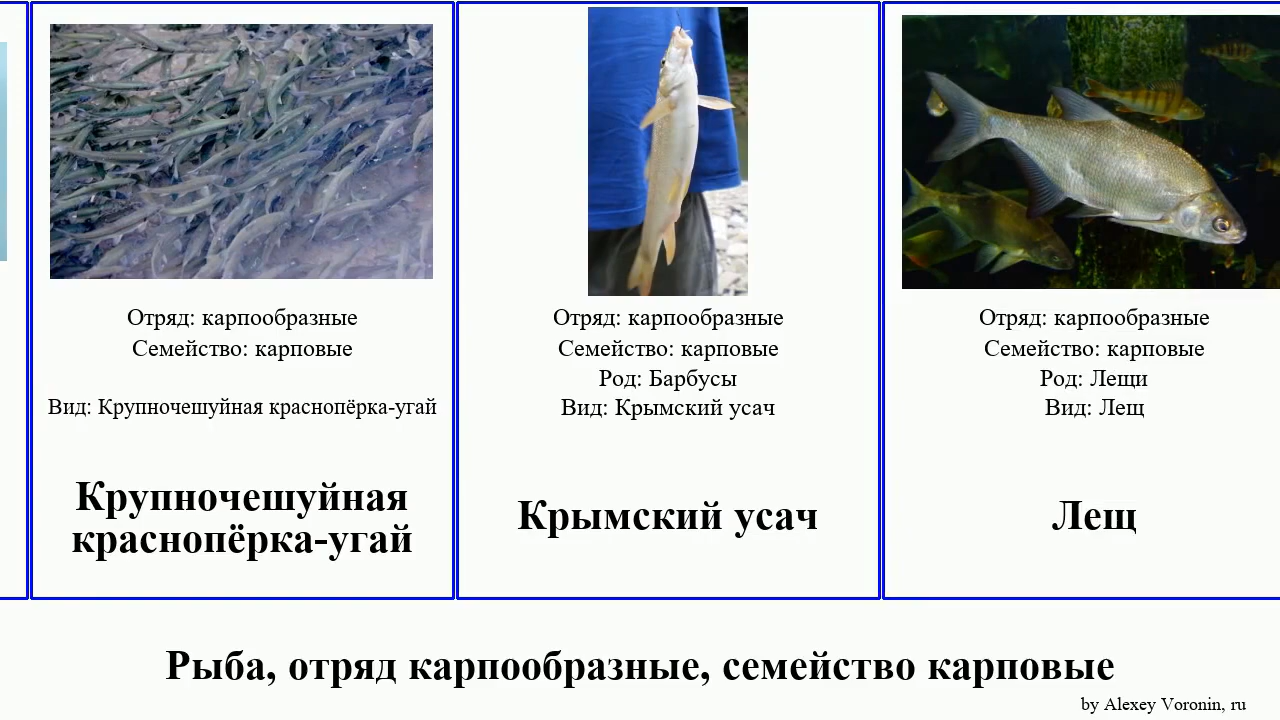 Отряд: карпообразные
Семейство: карповые
Вид: Крупночешуйная краснопёрка-угай
Крупночешуйная
краснопёрка-угай
Отряд: карпообразные
Семейство: карповые
Род: Барбусы
Вид: Крымский усач
Крымский усач
Отряд: карпообразные
Семейство: карповые
Род: Лещи
Вид: Лещ
Лещ
Рыба, отряд карпообразные, семейство карповые
by Alexey Voronin, ru